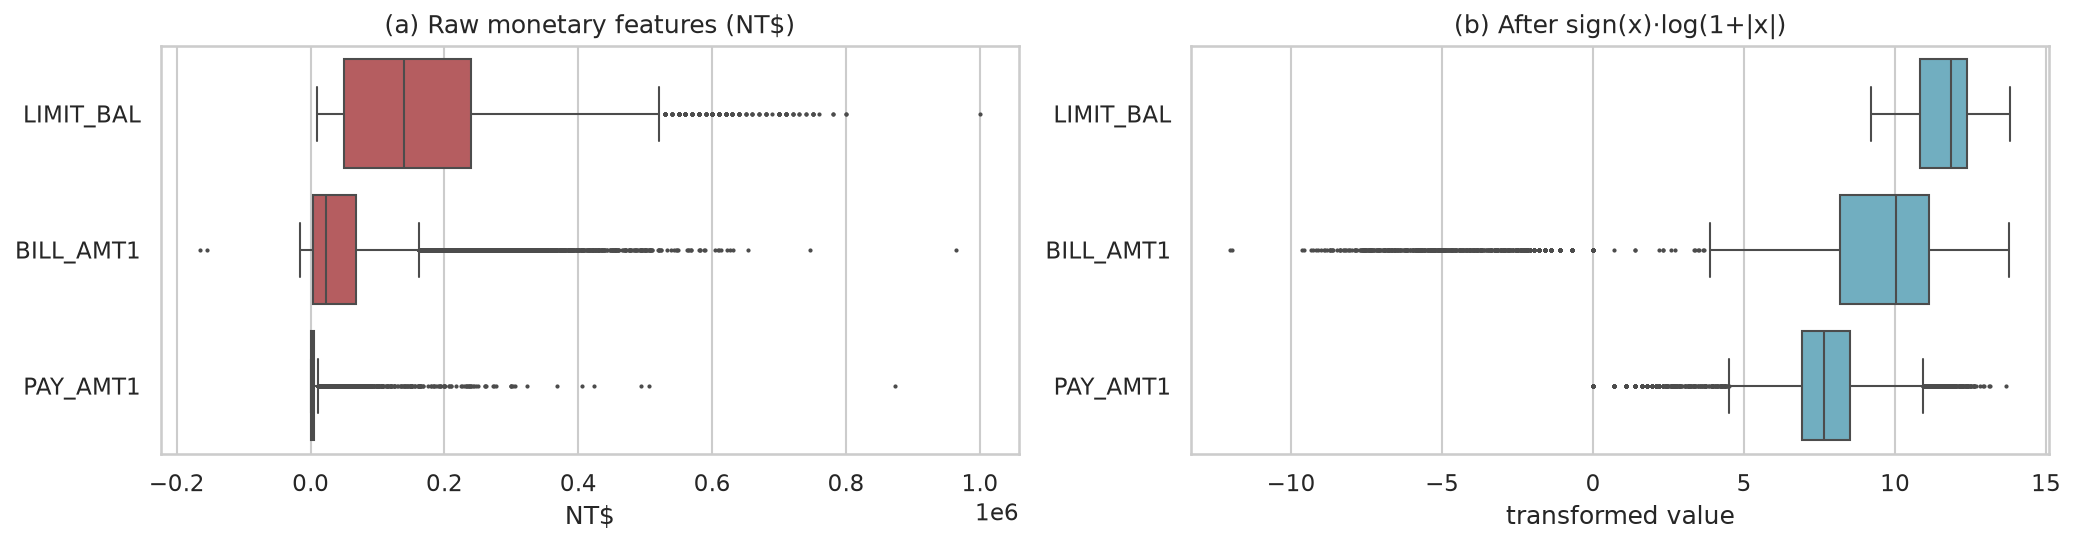 (a) Raw monetary features (NT$)
LIMIT_BAL
BILL_AMT1
PAY_AMT1
−0.2 0.0 0.2 0.4 0.6 0.8 1.0
1e6
NT$
(b) After sign(x)·log(1+|x|)
LIMIT_BAL
BILL_AMT1
PAY_AMT1
−10 −5 0 5 10 15
transformed value